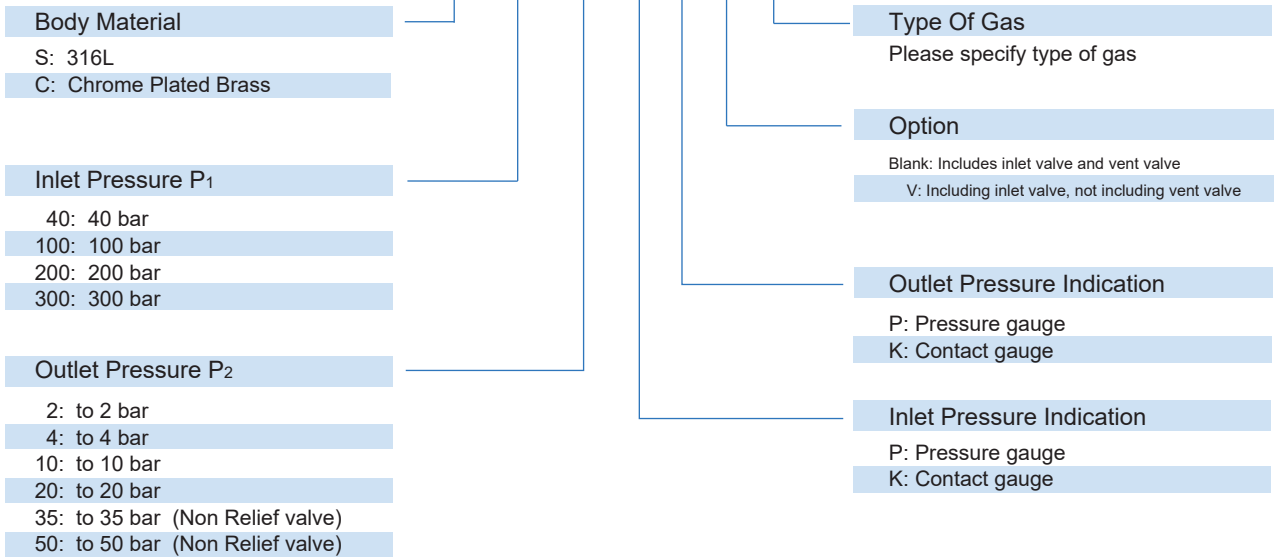 Body Material
S: 316L
C: Chrome Plated Brass
Inlet Pressure P1
40: 40 bar
100: 100 bar
200: 200 bar
300: 300 bar
Outlet Pressure P2
2: to 2 bar
4: to 4 bar
10: to 10 bar
20: to 20 bar
35: to 35 bar (Non Relief valve)
50: to 50 bar (Non Relief valve)
Type Of Gas
Please specify type of gas
Option
Blank: Includes inlet valve and vent valve
V: Including inlet valve, not including vent valve
Outlet Pressure Indication
P: Pressure gauge
K: Contact gauge
Inlet Pressure Indication
P: Pressure gauge
K: Contact gauge